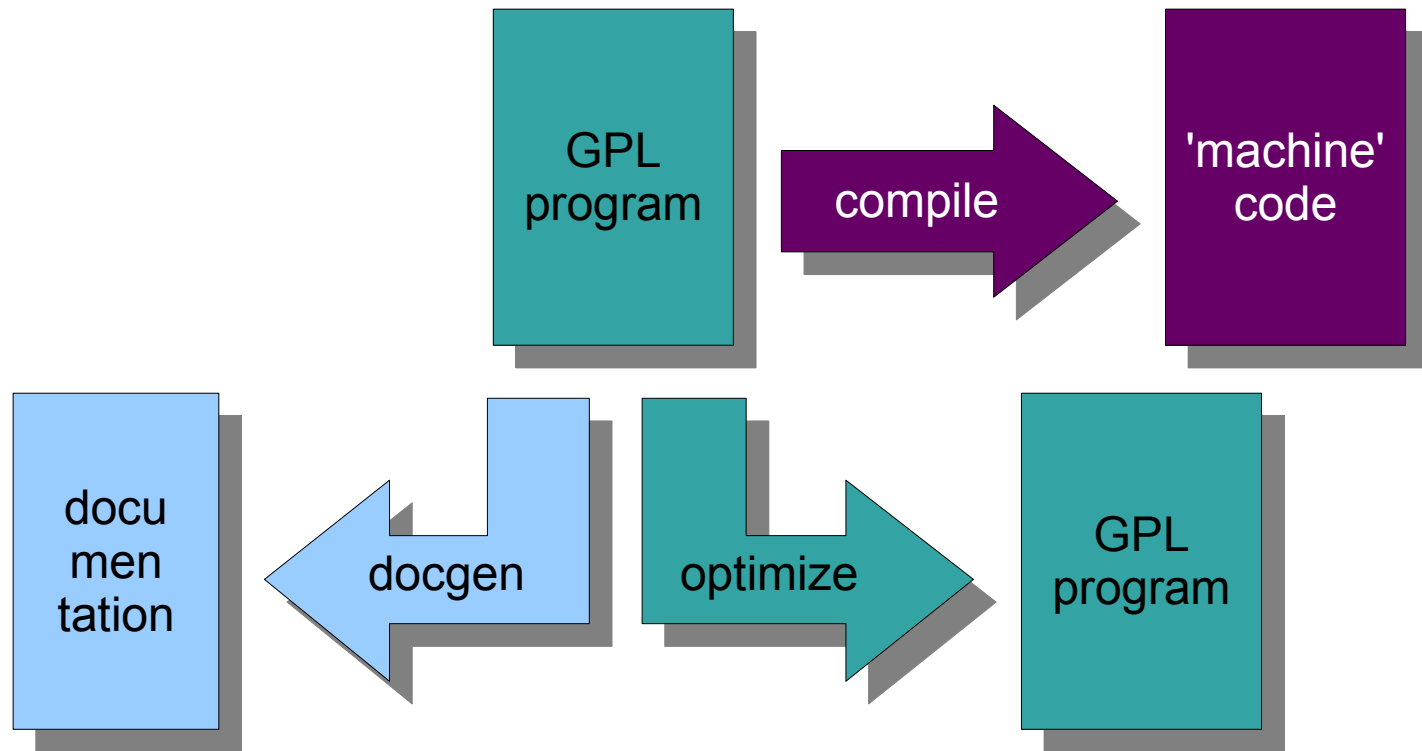 GPL
program
compile
'machine'
code
docu
men
tation
docgen
optimize
GPL
program